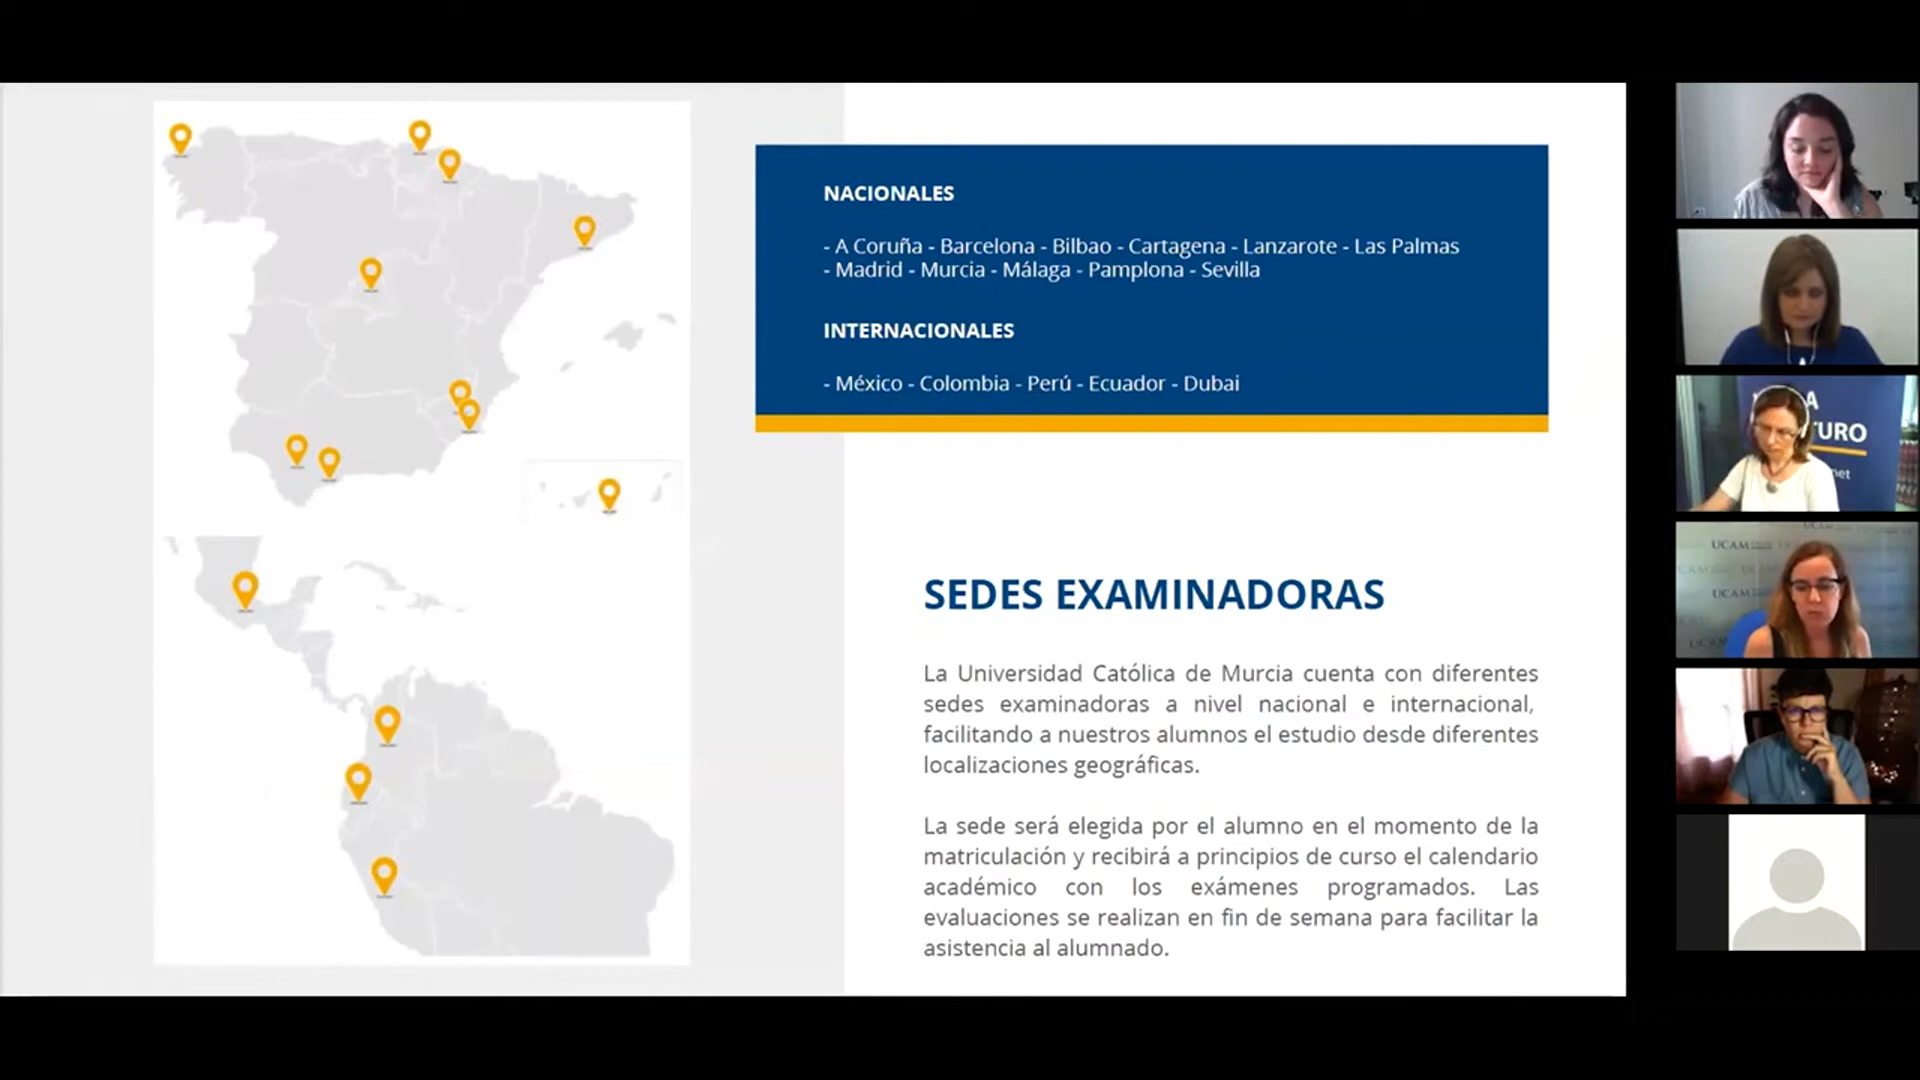 NACIONALES
- A Coruña - Barcelona - Bilbao - Cartagena - Lanzarote - Las Palmas
- Madrid - Murcia - Málaga - Pamplona - Sevilla
INTERNACIONALES
- México - Colombia - Perú - Ecuador - Dubai
SEDES EXAMINADORAS
La Universidad Católica de Murcia cuenta con diferentes
sedes examinadoras a nivel nacional e internacional,
facilitando a nuestros alumnos el estudio desde diferentes
localizaciones geográficas.
La sede será elegida por el alumno en el momento de la
matriculación y recibirá a principios de curso el calendario
académico con los exámenes programados. Las
evaluaciones se realizan en fin de semana para facilitar la
asistencia al alumnado.
UCAM
UCAM